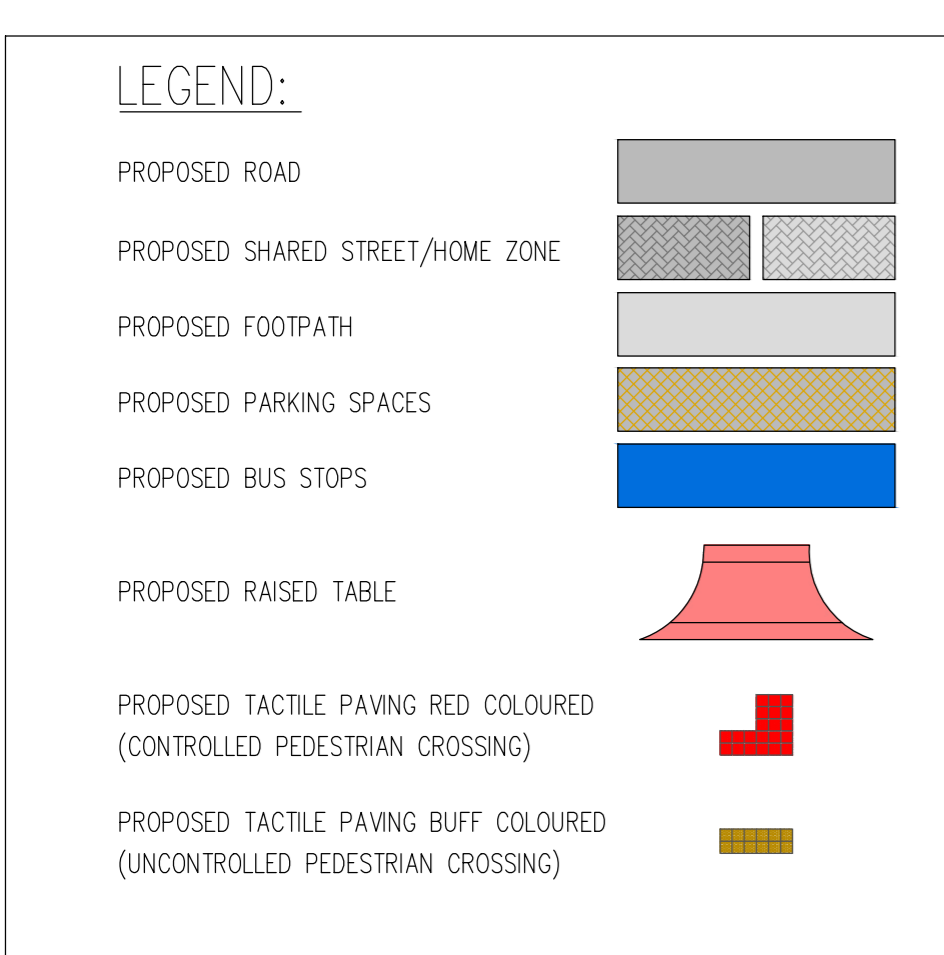 LEGEND:
PROPOSED ROAD
PROPOSED SHARED STREET/HOME ZONE
PROPOSED FOOTPATH
PROPOSED PARKING SPACES
PROPOSED BUS STOPS
PROPOSED RAISED TABLE
PROPOSED TACTILE PAVING RED COLOURED
(CONTROLLED PEDESTRIAN CROSSING)
PROPOSED TACTILE PAVING BUFF COLOURED
(UNCONTROLLED PEDESTRIAN CROSSING)